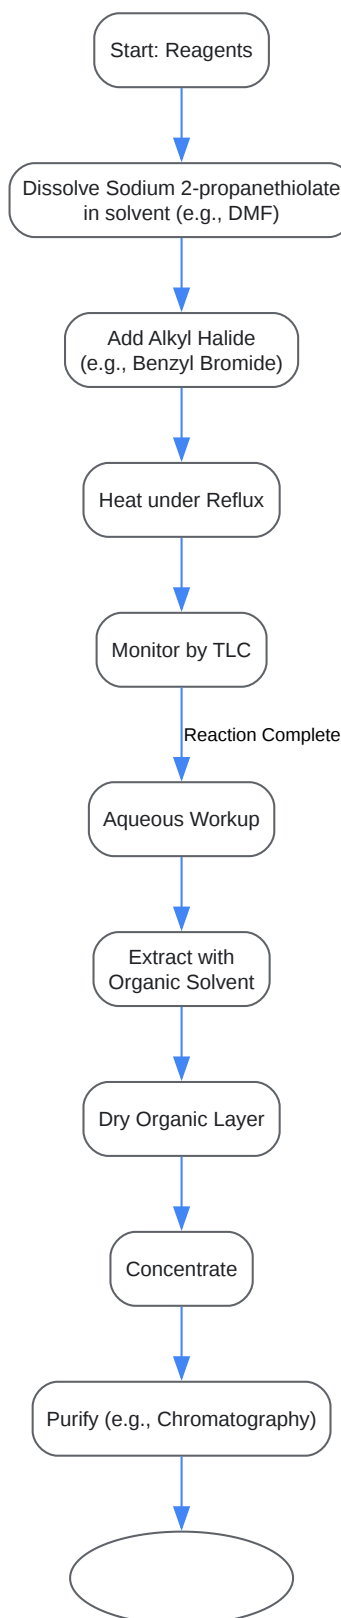 Start: Reagents
Dissolve Sodium 2-propanethiolate
in solvent (e.g., DMF)
Add Alkyl Halide
(e.g., Benzyl Bromide)
Heat under Reflux
Monitor by TLC
Reaction Complete
Aqueous Workup
Extract with
Organic Solvent
Dry Organic Layer
Concentrate
Purify (e.g., Chromatography)